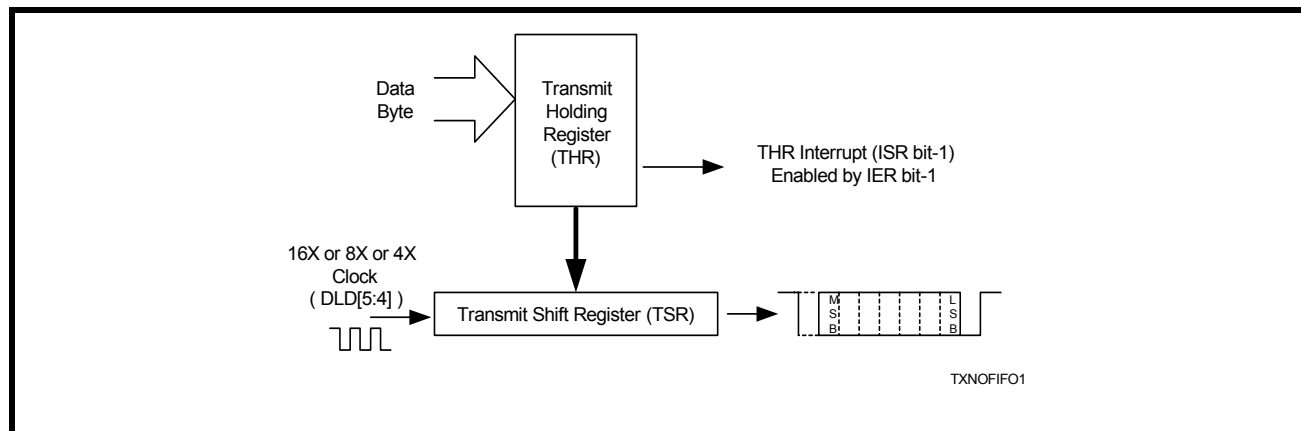 Data
Byte
Transmit
Holding
Register
(THR)
THR Interrupt (ISR bit-1)
Enabled by IER bit-1
16X or 8X or 4X
Clock
( DLD[5:4] )
Transmit Shift Register (TSR)
M
S
B
L
S
B
TXNOFIFO1